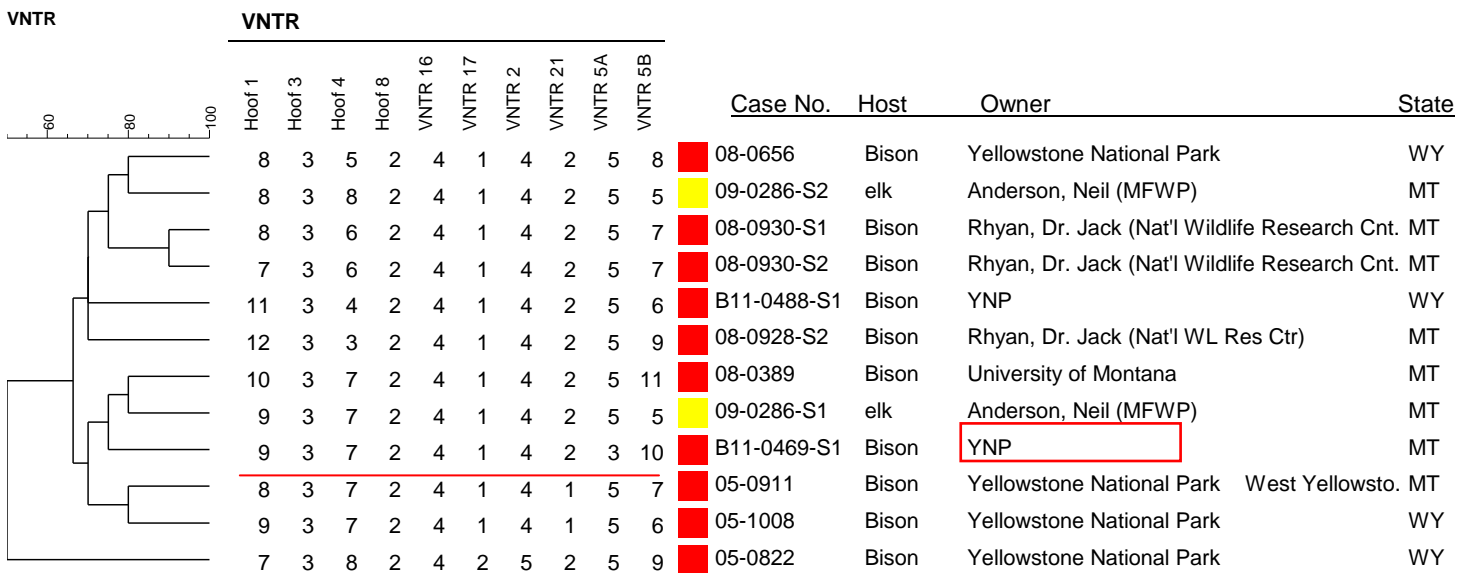 VNTR VNTR
60 80 100 Hoof 1 Hoof 3 Hoof 4 Hoof 8 VNTR 16 VNTR 17 VNTR 2 VNTR 21 VNTR 5A VNTR 5B Case No. Host Owner State
8 3 5 2 4 1 4 2 5 8 08-0656 Bison Yellowstone National Park WY
8 3 8 2 4 1 4 2 5 5 09-0286-S2 elk Anderson, Neil (MFWP) MT
8 3 6 2 4 1 4 2 5 7 08-0930-S1 Bison Rhyan, Dr. Jack (Nat'l Wildlife Research Cnt. MT
7 3 6 2 4 1 4 2 5 7 08-0930-S2 Bison Rhyan, Dr. Jack (Nat'l Wildlife Research Cnt. MT
11 3 4 2 4 1 4 2 5 6 B11-0488-S1 Bison YNP WY
12 3 3 2 4 1 4 2 5 9 08-0928-S2 Bison Rhyan, Dr. Jack (Nat'l WL Res Ctr) MT
10 3 7 2 4 1 4 2 5 11 08-0389 Bison University of Montana MT
9 3 7 2 4 1 4 2 5 5 09-0286-S1 elk Anderson, Neil (MFWP) MT
9 3 7 2 4 1 4 2 3 10 B11-0469-S1 Bison YNP MT
8 3 7 2 4 1 4 1 5 7 05-0911 Bison Yellowstone National Park West Yellowsto. MT
9 3 7 2 4 1 4 1 5 6 05-1008 Bison Yellowstone National Park WY
7 3 8 2 4 2 5 2 5 9 05-0822 Bison Yellowstone National Park WY